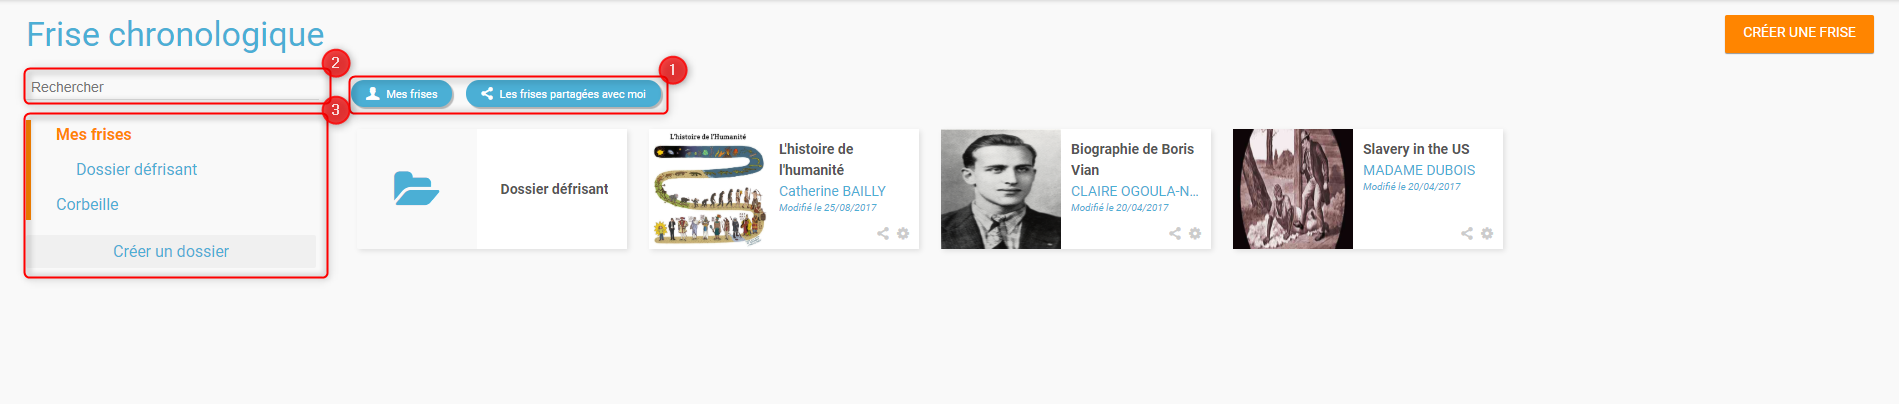 Frise chronologique
CRÉER UNE FRISE
2
1
Rechercher
Mes frises
Les frises partagées avec moi
3
Mes frises
Dossier défrisant
Corbeille
Créer un dossier
Dossier défrisant
L'histoire de l'Humanité
L'histoire de
l'humanité
Catherine BAILLY
Modifié le 25/08/2017
Biographie de Boris
Vian
CLAIRE OGOULA-N...
Modifié le 20/04/2017
Slavery in the US
MADAME DUBOIS
Modifié le 20/04/2017